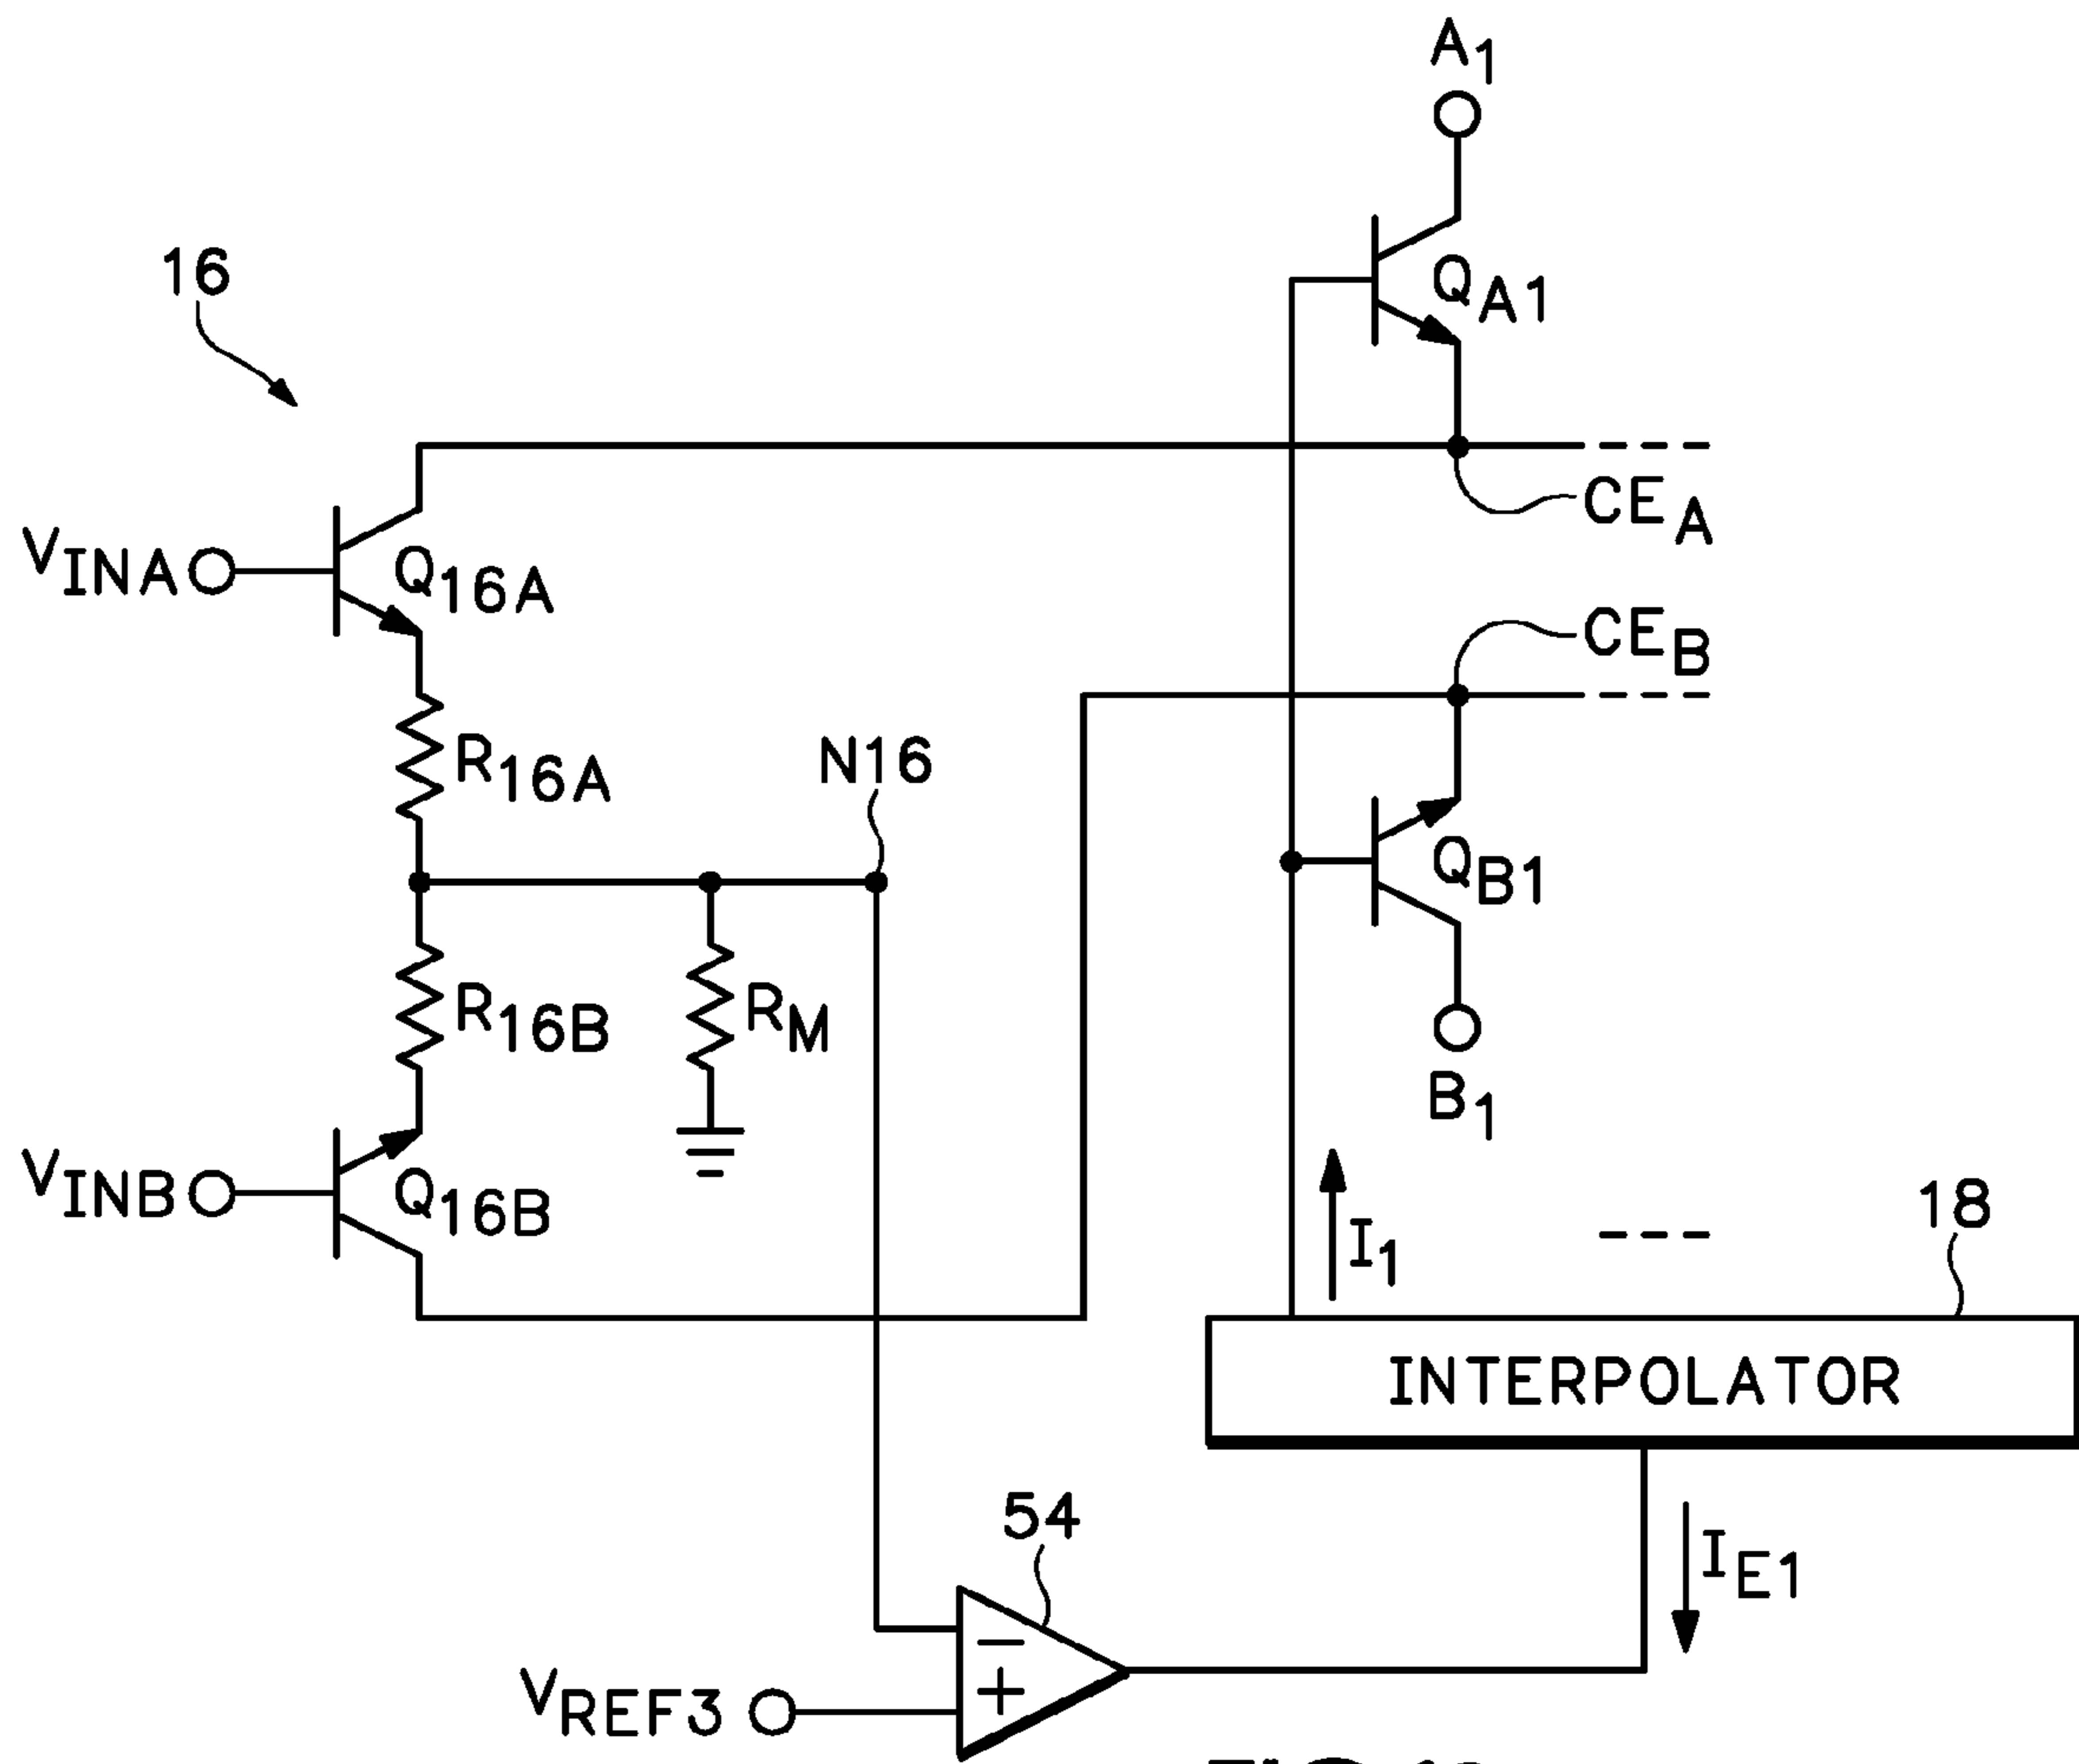 A1
QA1
16
CEA
VINA
Q16A
CEB
R16A
N16
QB1
R16B
RM
B1
VINB
Q16B
I1
18
INTERPOLATOR
54
IE1
−
+
VREF3